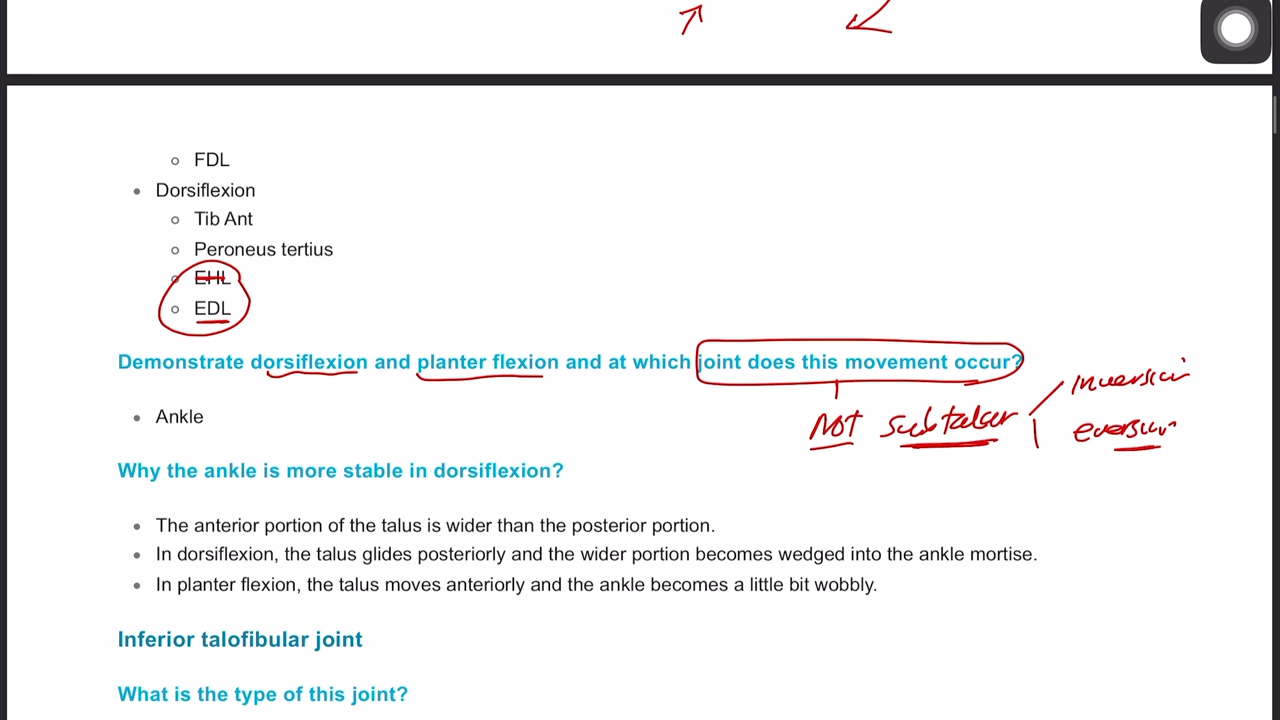 FDL
Dorsiflexion
Tib Ant
Peroneus tertius
EHL
EDL
Demonstrate dorsiflexion and planter flexion and at which joint does this movement occur?
inversion
Ankle
NOT subtalar
eversion
Why the ankle is more stable in dorsiflexion?
The anterior portion of the talus is wider than the posterior portion.
In dorsiflexion, the talus glides posteriorly and the wider portion becomes wedged into the ankle mortise.
In planter flexion, the talus moves anteriorly and the ankle becomes a little bit wobbly.
Inferior talofibular joint
What is the type of this joint?